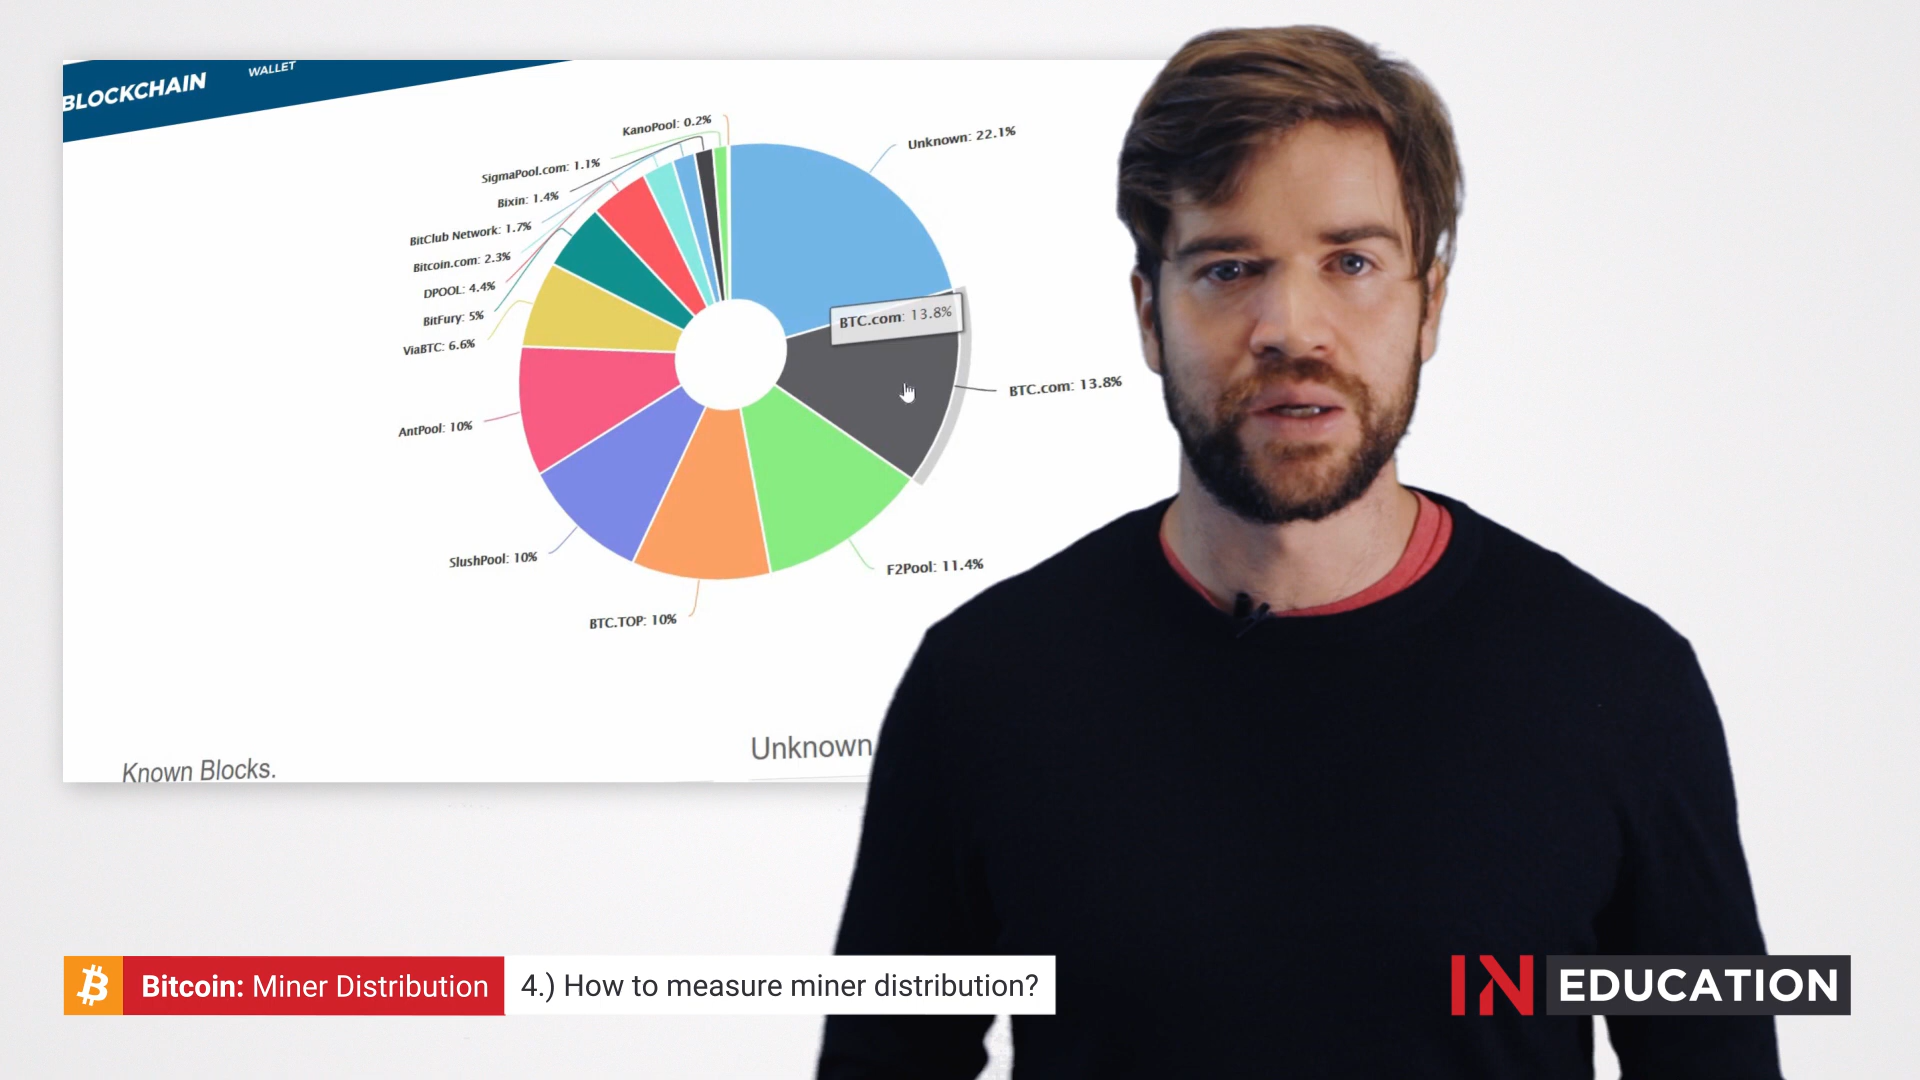 BLOCKCHAIN
WALLET
KanoPool: 0.2%
SigmaPool.com: 1.1%
Bixin: 1.4%
BitClub Network: 1.7%
Bitcoin.com: 2.3%
DPOOL: 4.4%
BitFury: 5%
ViaBTC: 6.6%
AntPool: 10%
SlushPool: 10%
BTC.TOP: 10%
Unknown: 22.1%
BTC.com: 13.8%
BTC.com: 13.8%
F2Pool: 11.4%
Known Blocks.
Unknown
Bitcoin: Miner Distribution
4.) How to measure miner distribution?
IN EDUCATION